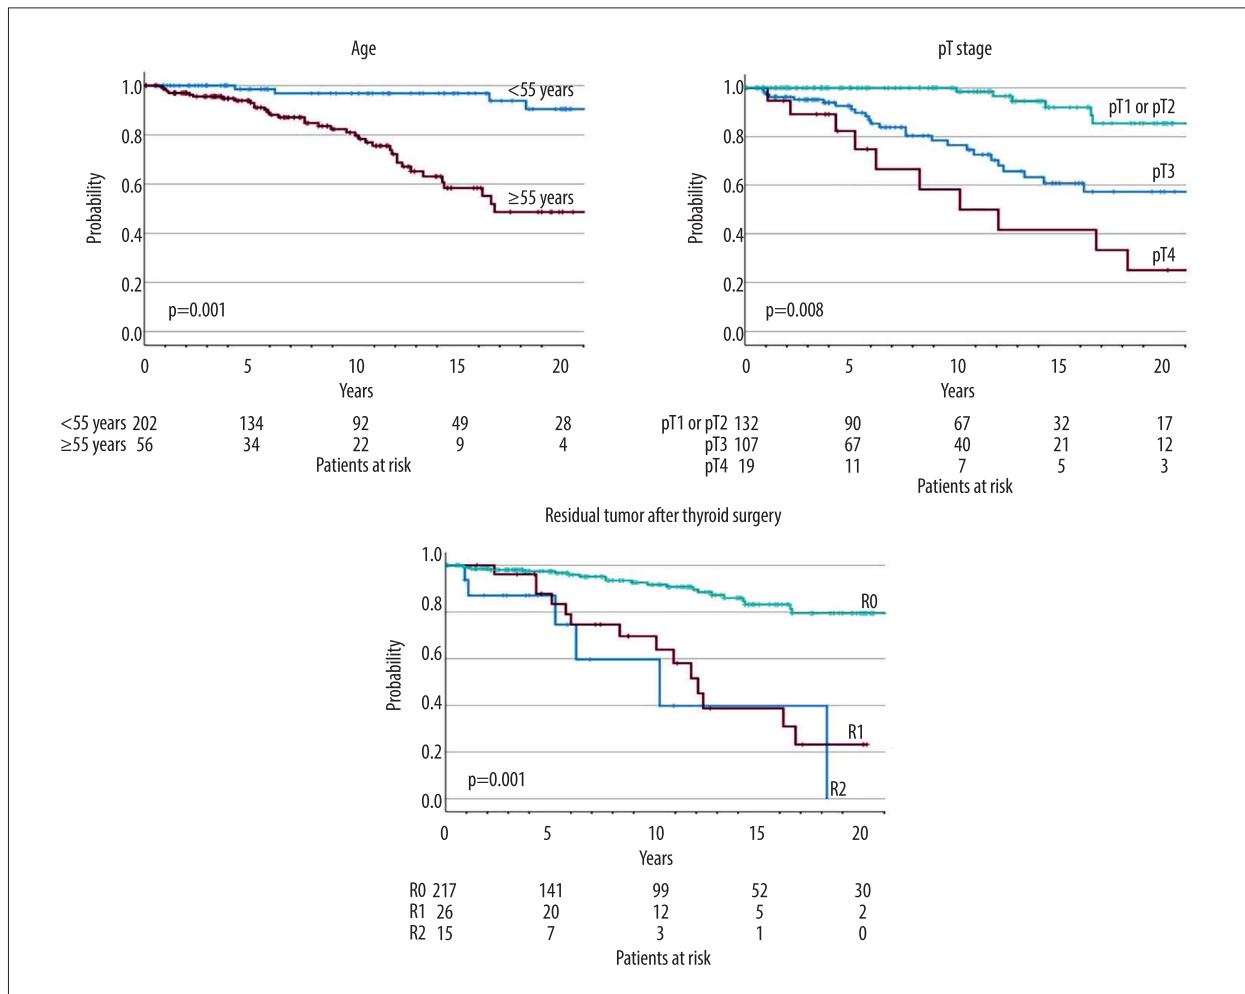 Age
1.0
0.8
0.6
0.4
0.2
0.0
Probability
<55 years
≥55 years
p=0.001
0 5 10 15 20
Years
<55 years 202 134 92 49 28
≥55 years 56 34 22 9 4
Patients at risk
pT stage
1.0
0.8
0.6
0.4
0.2
0.0
Probability
pT1 or pT2
pT3
pT4
p=0.008
0 5 10 15 20
Years
pT1 or pT2 132 90 67 32 17
pT3 107 67 40 21 12
pT4 19 11 7 5 3
Patients at risk
Residual tumor after thyroid surgery
1.0
0.8
0.6
0.4
0.2
0.0
Probability
R0
R1
R2
p=0.001
0 5 10 15 20
Years
R0 217 141 99 52 30
R1 26 20 12 5 2
R2 15 7 3 1 0
Patients at risk